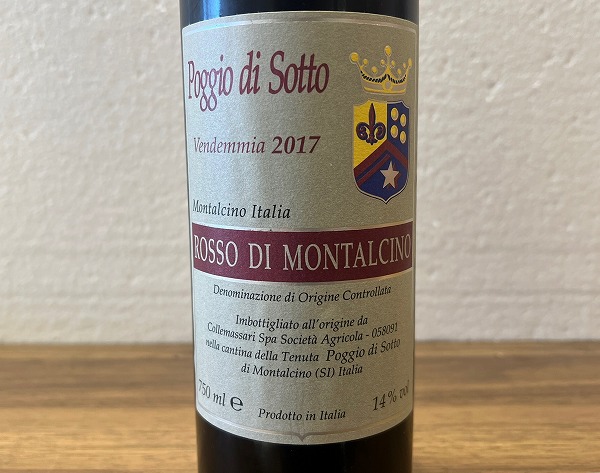 Poggio di Sotto
Vendemmia 2017
Montalcino Italia
ROSSO DI MONTALCINO
Denominazione di Origine Controllata
Imbottigliato all'origine da
Collemassari Spa Società Agricola - 058091
nella cantina della Tenuta Poggio di Sotto
di Montalcino (SI) Italia
750 ml e
Prodotto in Italia
14% vol